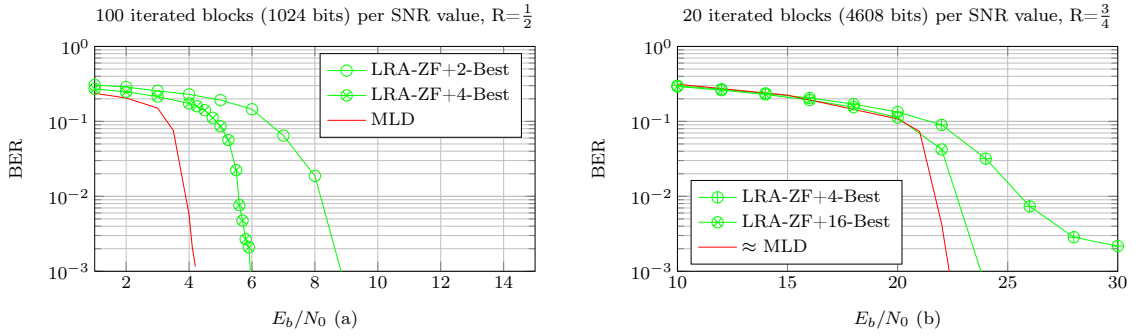 100 iterated blocks (1024 bits) per SNR value, R=1/2
10^0
10^−1
10^−2
10^−3
BER
LRA-ZF+2-Best
LRA-ZF+4-Best
MLD
2 4 6 8 10 12 14
E_b/N_0 (a)
20 iterated blocks (4608 bits) per SNR value, R=3/4
10^0
10^−1
10^−2
10^−3
BER
LRA-ZF+4-Best
LRA-ZF+16-Best
≈ MLD
10 15 20 25 30
E_b/N_0 (b)